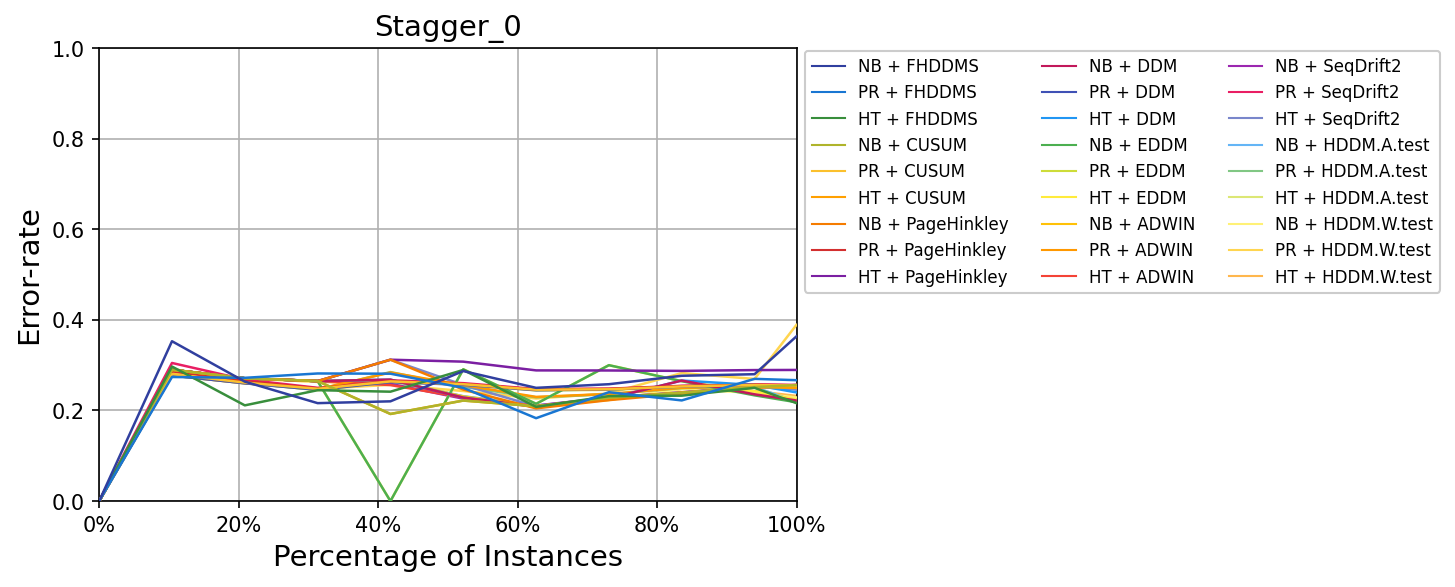 Stagger_0
1.0
0.8
0.6
0.4
0.2
0.0
Error-rate
0%
20%
40%
60%
80%
100%
Percentage of Instances
NB + FHDDMS
PR + FHDDMS
HT + FHDDMS
NB + CUSUM
PR + CUSUM
HT + CUSUM
NB + PageHinkley
PR + PageHinkley
HT + PageHinkley
NB + DDM
PR + DDM
HT + DDM
NB + EDDM
PR + EDDM
HT + EDDM
NB + ADWIN
PR + ADWIN
HT + ADWIN
NB + SeqDrift2
PR + SeqDrift2
HT + SeqDrift2
NB + HDDM.A.test
PR + HDDM.A.test
HT + HDDM.A.test
NB + HDDM.W.test
PR + HDDM.W.test
HT + HDDM.W.test